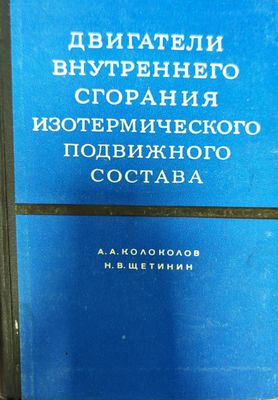 ДВИГАТЕЛИ
ВНУТРЕННЕГО
СГОРАНИЯ
ИЗОТЕРМИЧЕСКОГО
ПОДВИЖНОГО
СОСТАВА
А.А.КОЛОКОЛОВ
Н.В.ЩЕТИНИН